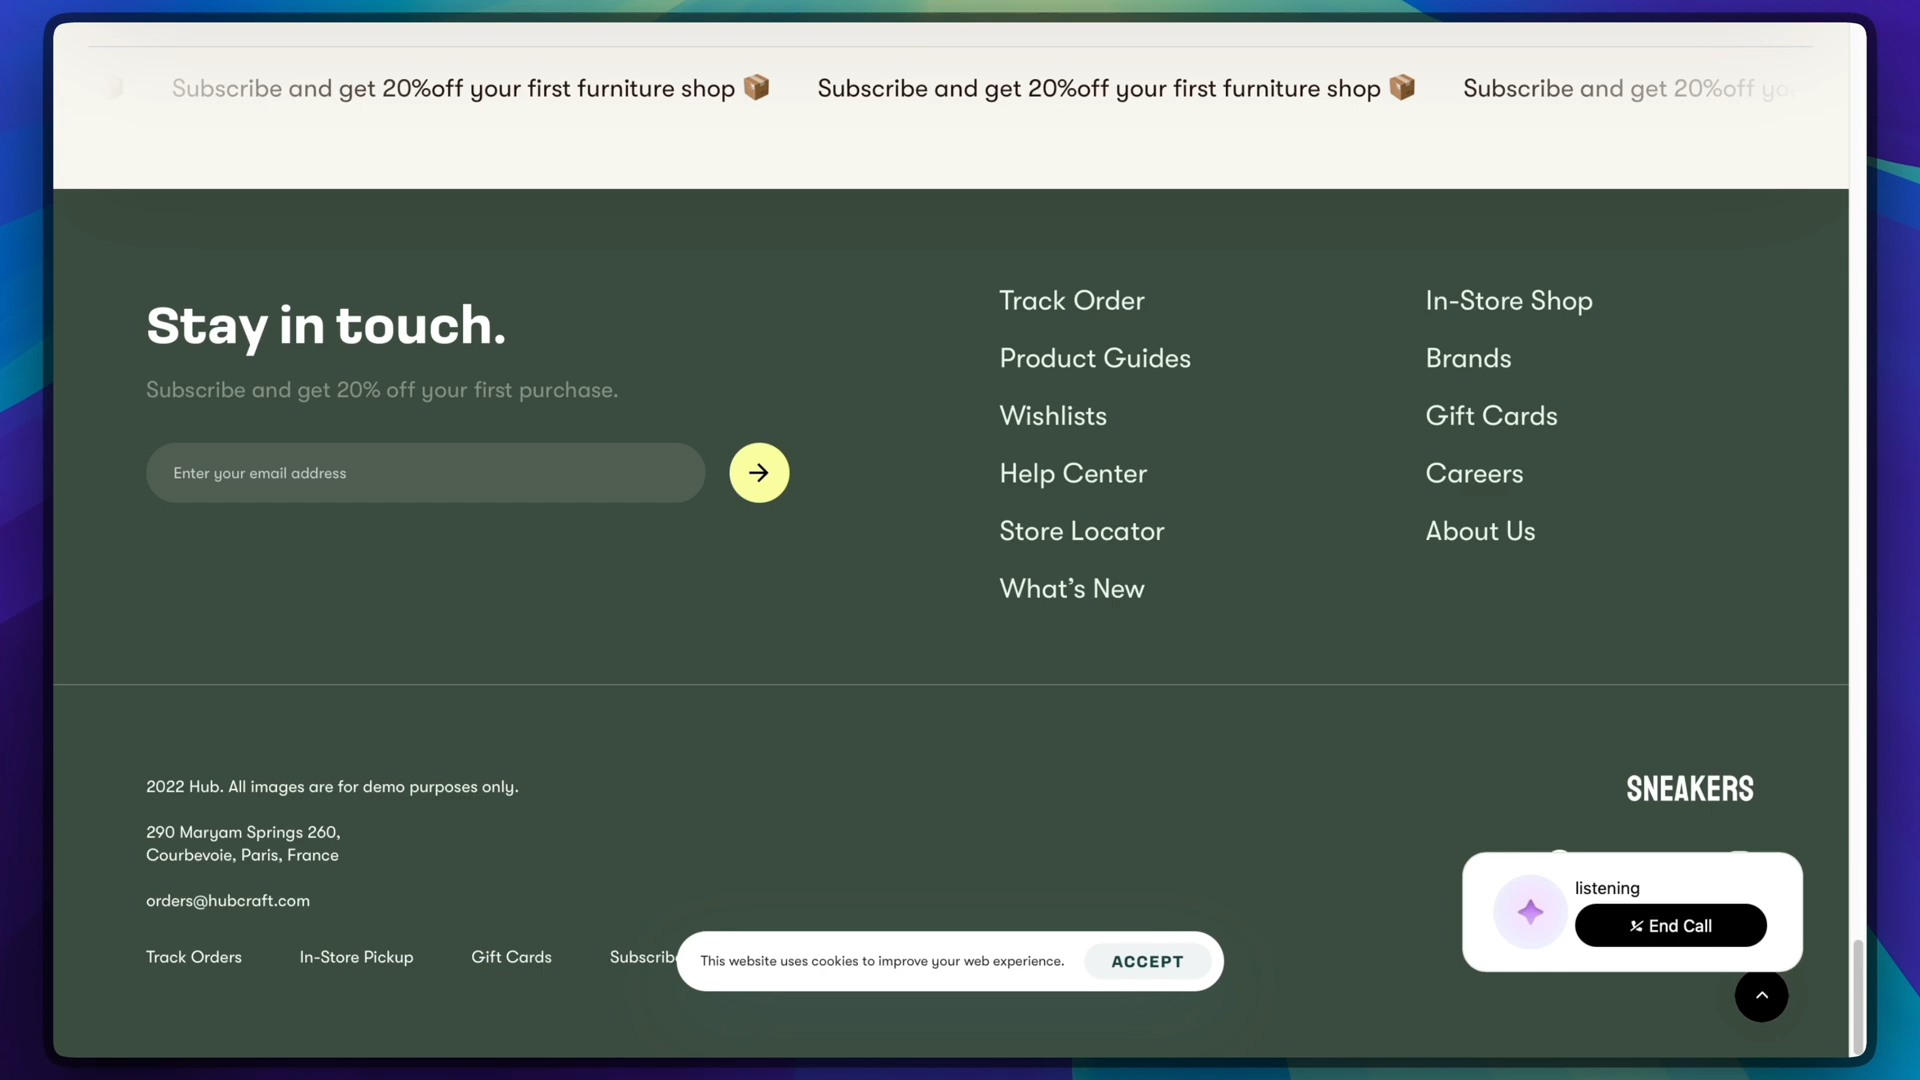 Subscribe and get 20%off your first furniture shop 📦 Subscribe and get 20%off your first furniture shop 📦 Subscribe and get 20%off
Stay in touch.
Subscribe and get 20% off your first purchase.
Enter your email address
Track Order
Product Guides
Wishlists
Help Center
Store Locator
What's New
In-Store Shop
Brands
Gift Cards
Careers
About Us
2022 Hub. All images are for demo purposes only.
290 Maryam Springs 260,
Courbevoie, Paris, France
orders@hubcraft.com
Track Orders In-Store Pickup Gift Cards
SNEAKERS
listening
End Call
This website uses cookies to improve your web experience. ACCEPT